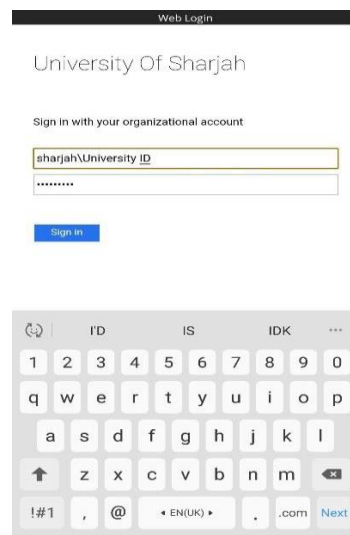 Web Login
University Of Sharjah
Sign in with your organizational account
sharjah\University ID
•••••••••
Sign in
I'D IS IDK ...
1 2 3 4 5 6 7 8 9 0
q w e r t y u i o p
a s d f g h j k l
z x c v b n m
!#1 , @ EN(UK) . .com Next